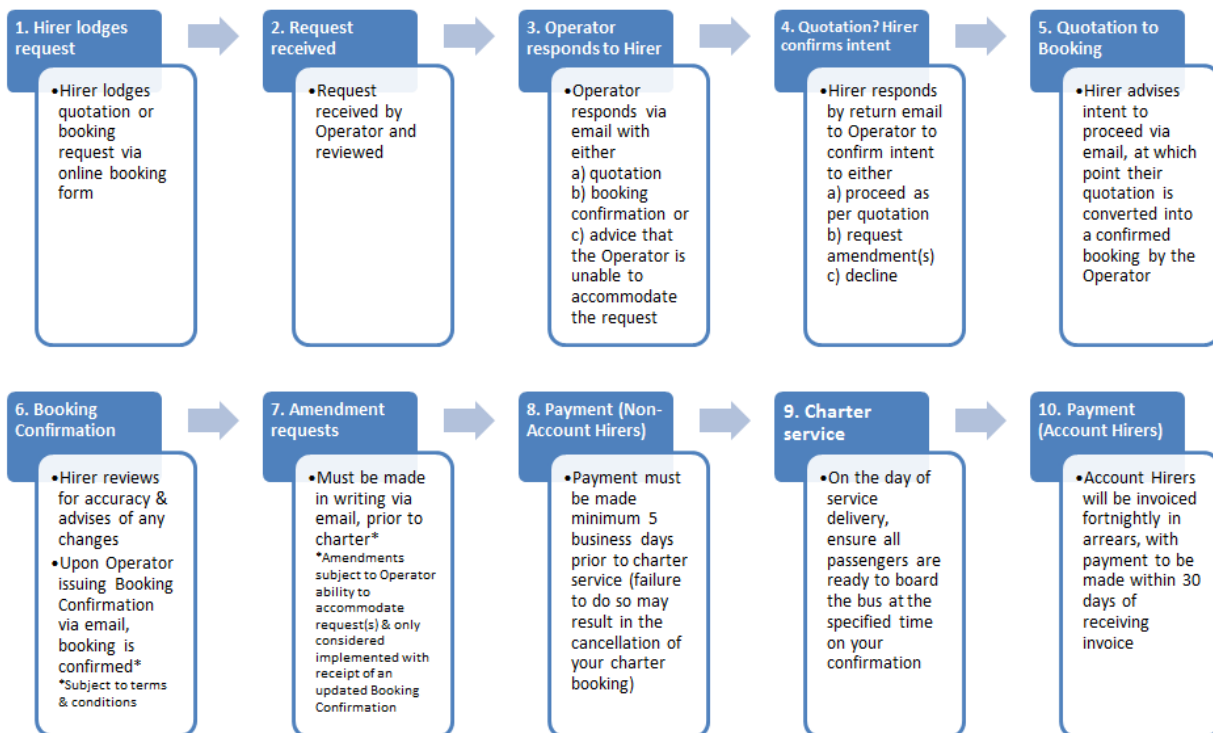 1. Hirer lodges
request
•Hirer lodges
quotation or
booking
request via
online booking
form
2. Request
received
•Request
received by
Operator and
reviewed
3. Operator
responds to Hirer
•Operator
responds via
email with
either
a) quotation
b) booking
confirmation or
c) advice that
the Operator is
unable to
accommodate
the request
4. Quotation? Hirer
confirms intent
•Hirer responds
by return email
to Operator to
confirm intent
to either
a) proceed as
per quotation
b) request
amendment(s)
c) decline
5. Quotation to
Booking
•Hirer advises
intent to
proceed via
email, at which
point their
quotation is
converted into
a confirmed
booking by the
Operator
6. Booking
Confirmation
•Hirer reviews
for accuracy &
advises of any
changes
•Upon Operator
issuing Booking
Confirmation
via email,
booking is
confirmed*
*Subject to terms
& conditions
7. Amendment
requests
•Must be made
in writing via
email, prior to
charter*
*Amendments
subject to Operator
ability to
accommodate
request(s) & only
considered
implemented with
receipt of an
updated Booking
Confirmation
8. Payment (Non-
Account Hirers)
•Payment must
be made
minimum 5
business days
prior to charter
service (failure
to do so may
result in the
cancellation of
your charter
booking)
9. Charter
service
•On the day of
service
delivery,
ensure all
passengers are
ready to board
the bus at the
specified time
on your
confirmation
10. Payment
(Account Hirers)
•Account Hirers
will be invoiced
fortnightly in
arrears, with
payment to be
made within 30
days of
receiving
invoice